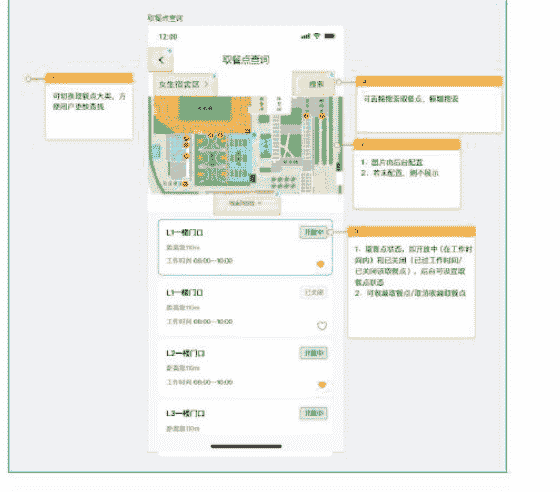 取餐点查询
12:00
取餐点查询
女生宿舍区
搜索
可切换取餐点大类，方
便用户更快查找
可直接搜索取餐点，模糊搜索
1、图片由后台配置
2、若未配置，则不展示
L1一楼门口
开放中
距离您110m
工作时间 08:00—10:00
1、取餐点状态，如开放中（在工作时
间内）和已关闭（已过工作时间/
已关闭该取餐点），后台可设置取
餐点状态
2、可收藏取餐点/取消收藏取餐点
L1一楼门口
已关闭
距离您110m
工作时间 08:00—10:00
L2一楼门口
开放中
距离您110m
工作时间 08:00—10:00
L3一楼门口
开放中
距离您110m